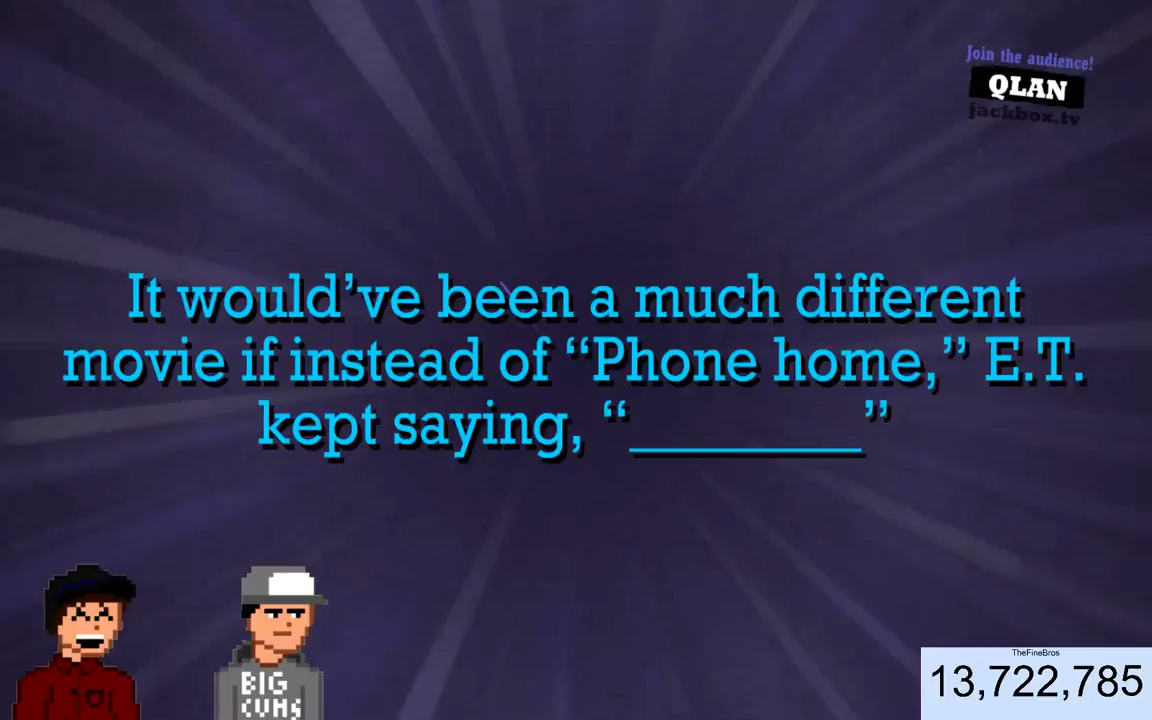 Join the audience!
QLAN
jackbox.tv
It would’ve been a much different
movie if instead of “Phone home,” E.T.
kept saying, “________”
BIG
CUMS
TheFineBros
13,722,785